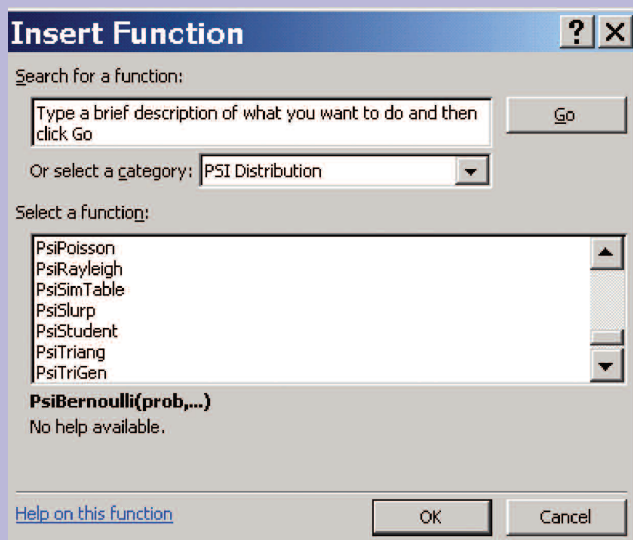 Insert Function
Search for a function:
Type a brief description of what you want to do and then
click Go
Go
Or select a category: PSI Distribution
Select a function:
PsiPoisson
PsiRayleigh
PsiSimTable
PsiSlurp
PsiStudent
PsiTriang
PsiTriGen
PsiBernoulli(prob,...)
No help available.
Help on this function
OK
Cancel